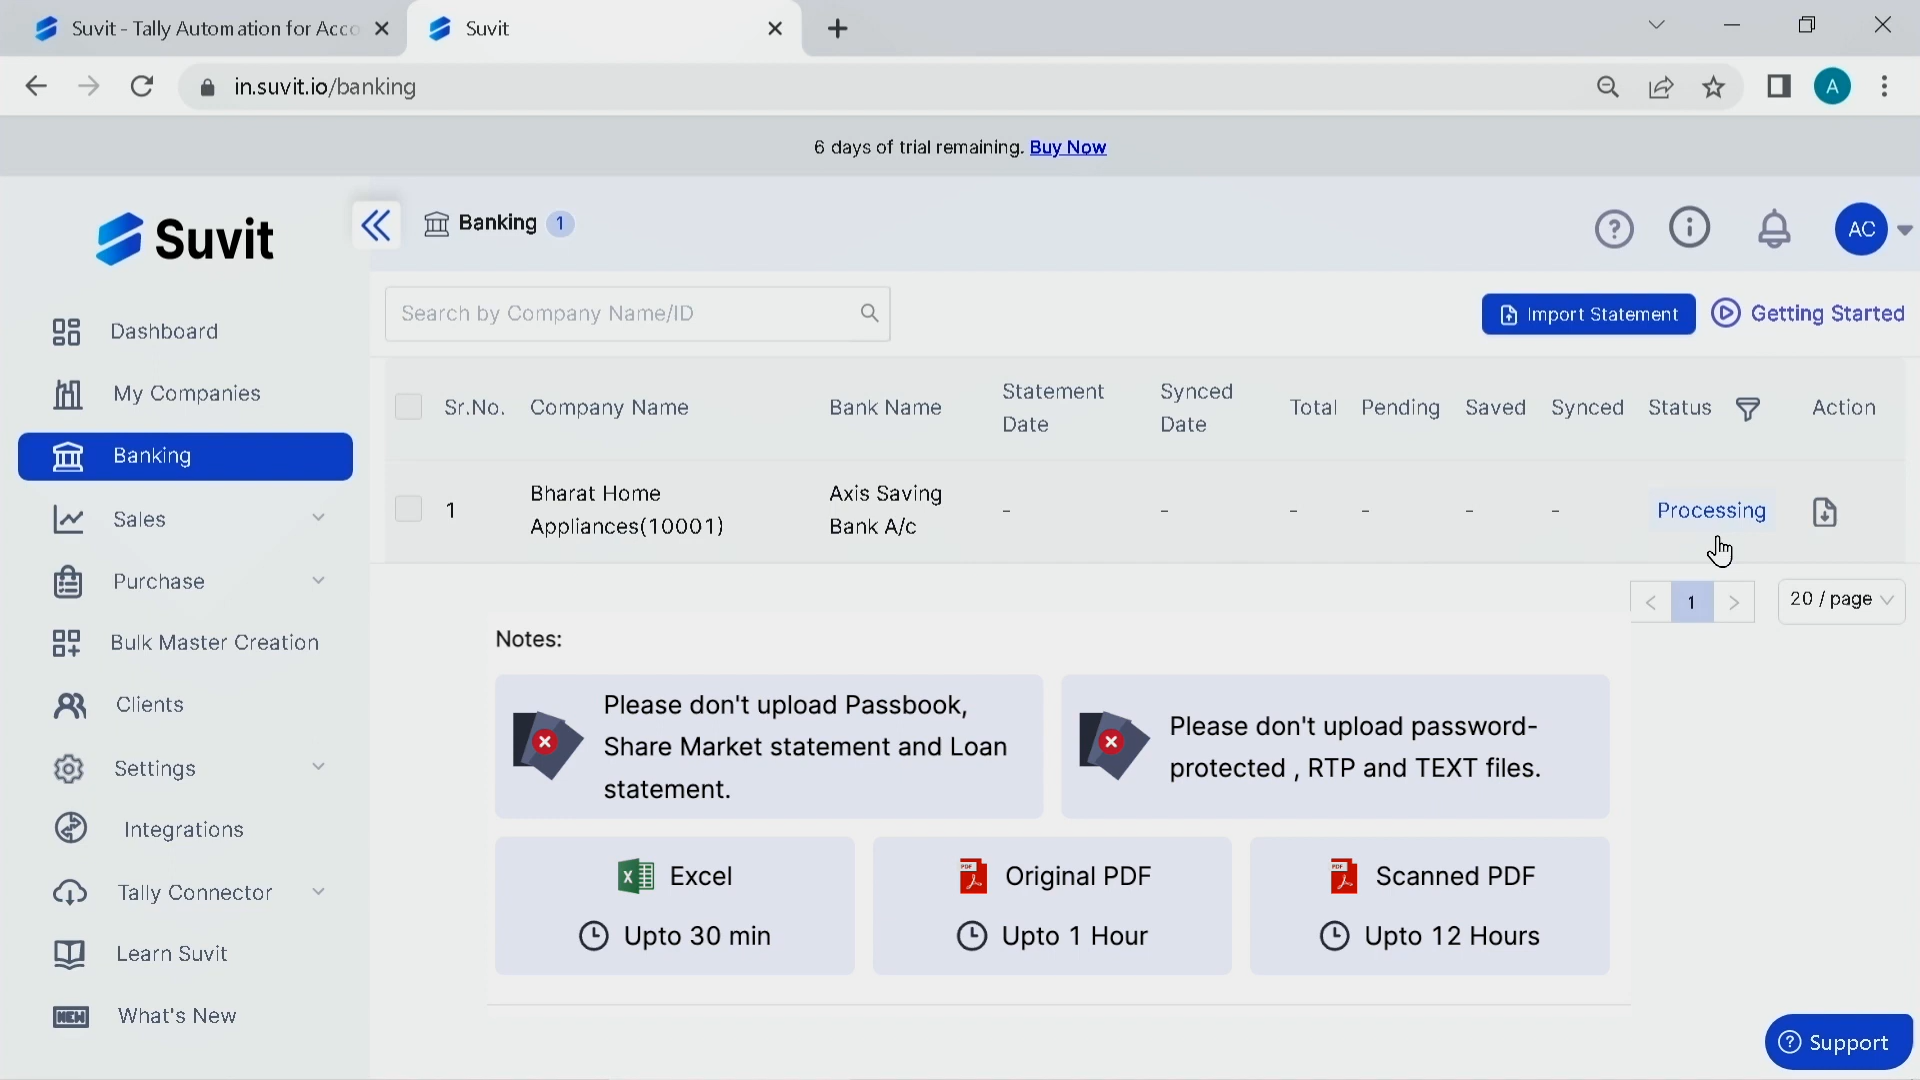 Suvit - Tally Automation for Acco
Suvit
in.suvit.io/banking
A
6 days of trial remaining. Buy Now
Suvit
Banking 1
AC
Search by Company Name/ID
Import Statement
Getting Started
Dashboard
My Companies
Banking
Sales
Purchase
Bulk Master Creation
Clients
Settings
Integrations
Tally Connector
Learn Suvit
NEW What's New
Sr.No. Company Name Bank Name Statement Date Synced Date Total Pending Saved Synced Status Action
1 Bharat Home Appliances(10001) Axis Saving Bank A/c - - - - - - Processing
< 1 > 20 / page
Notes:
Please don't upload Passbook,
Share Market statement and Loan
statement.
Please don't upload password-
protected , RTP and TEXT files.
Excel
Upto 30 min
PDF Original PDF
Upto 1 Hour
PDF Scanned PDF
Upto 12 Hours
Support